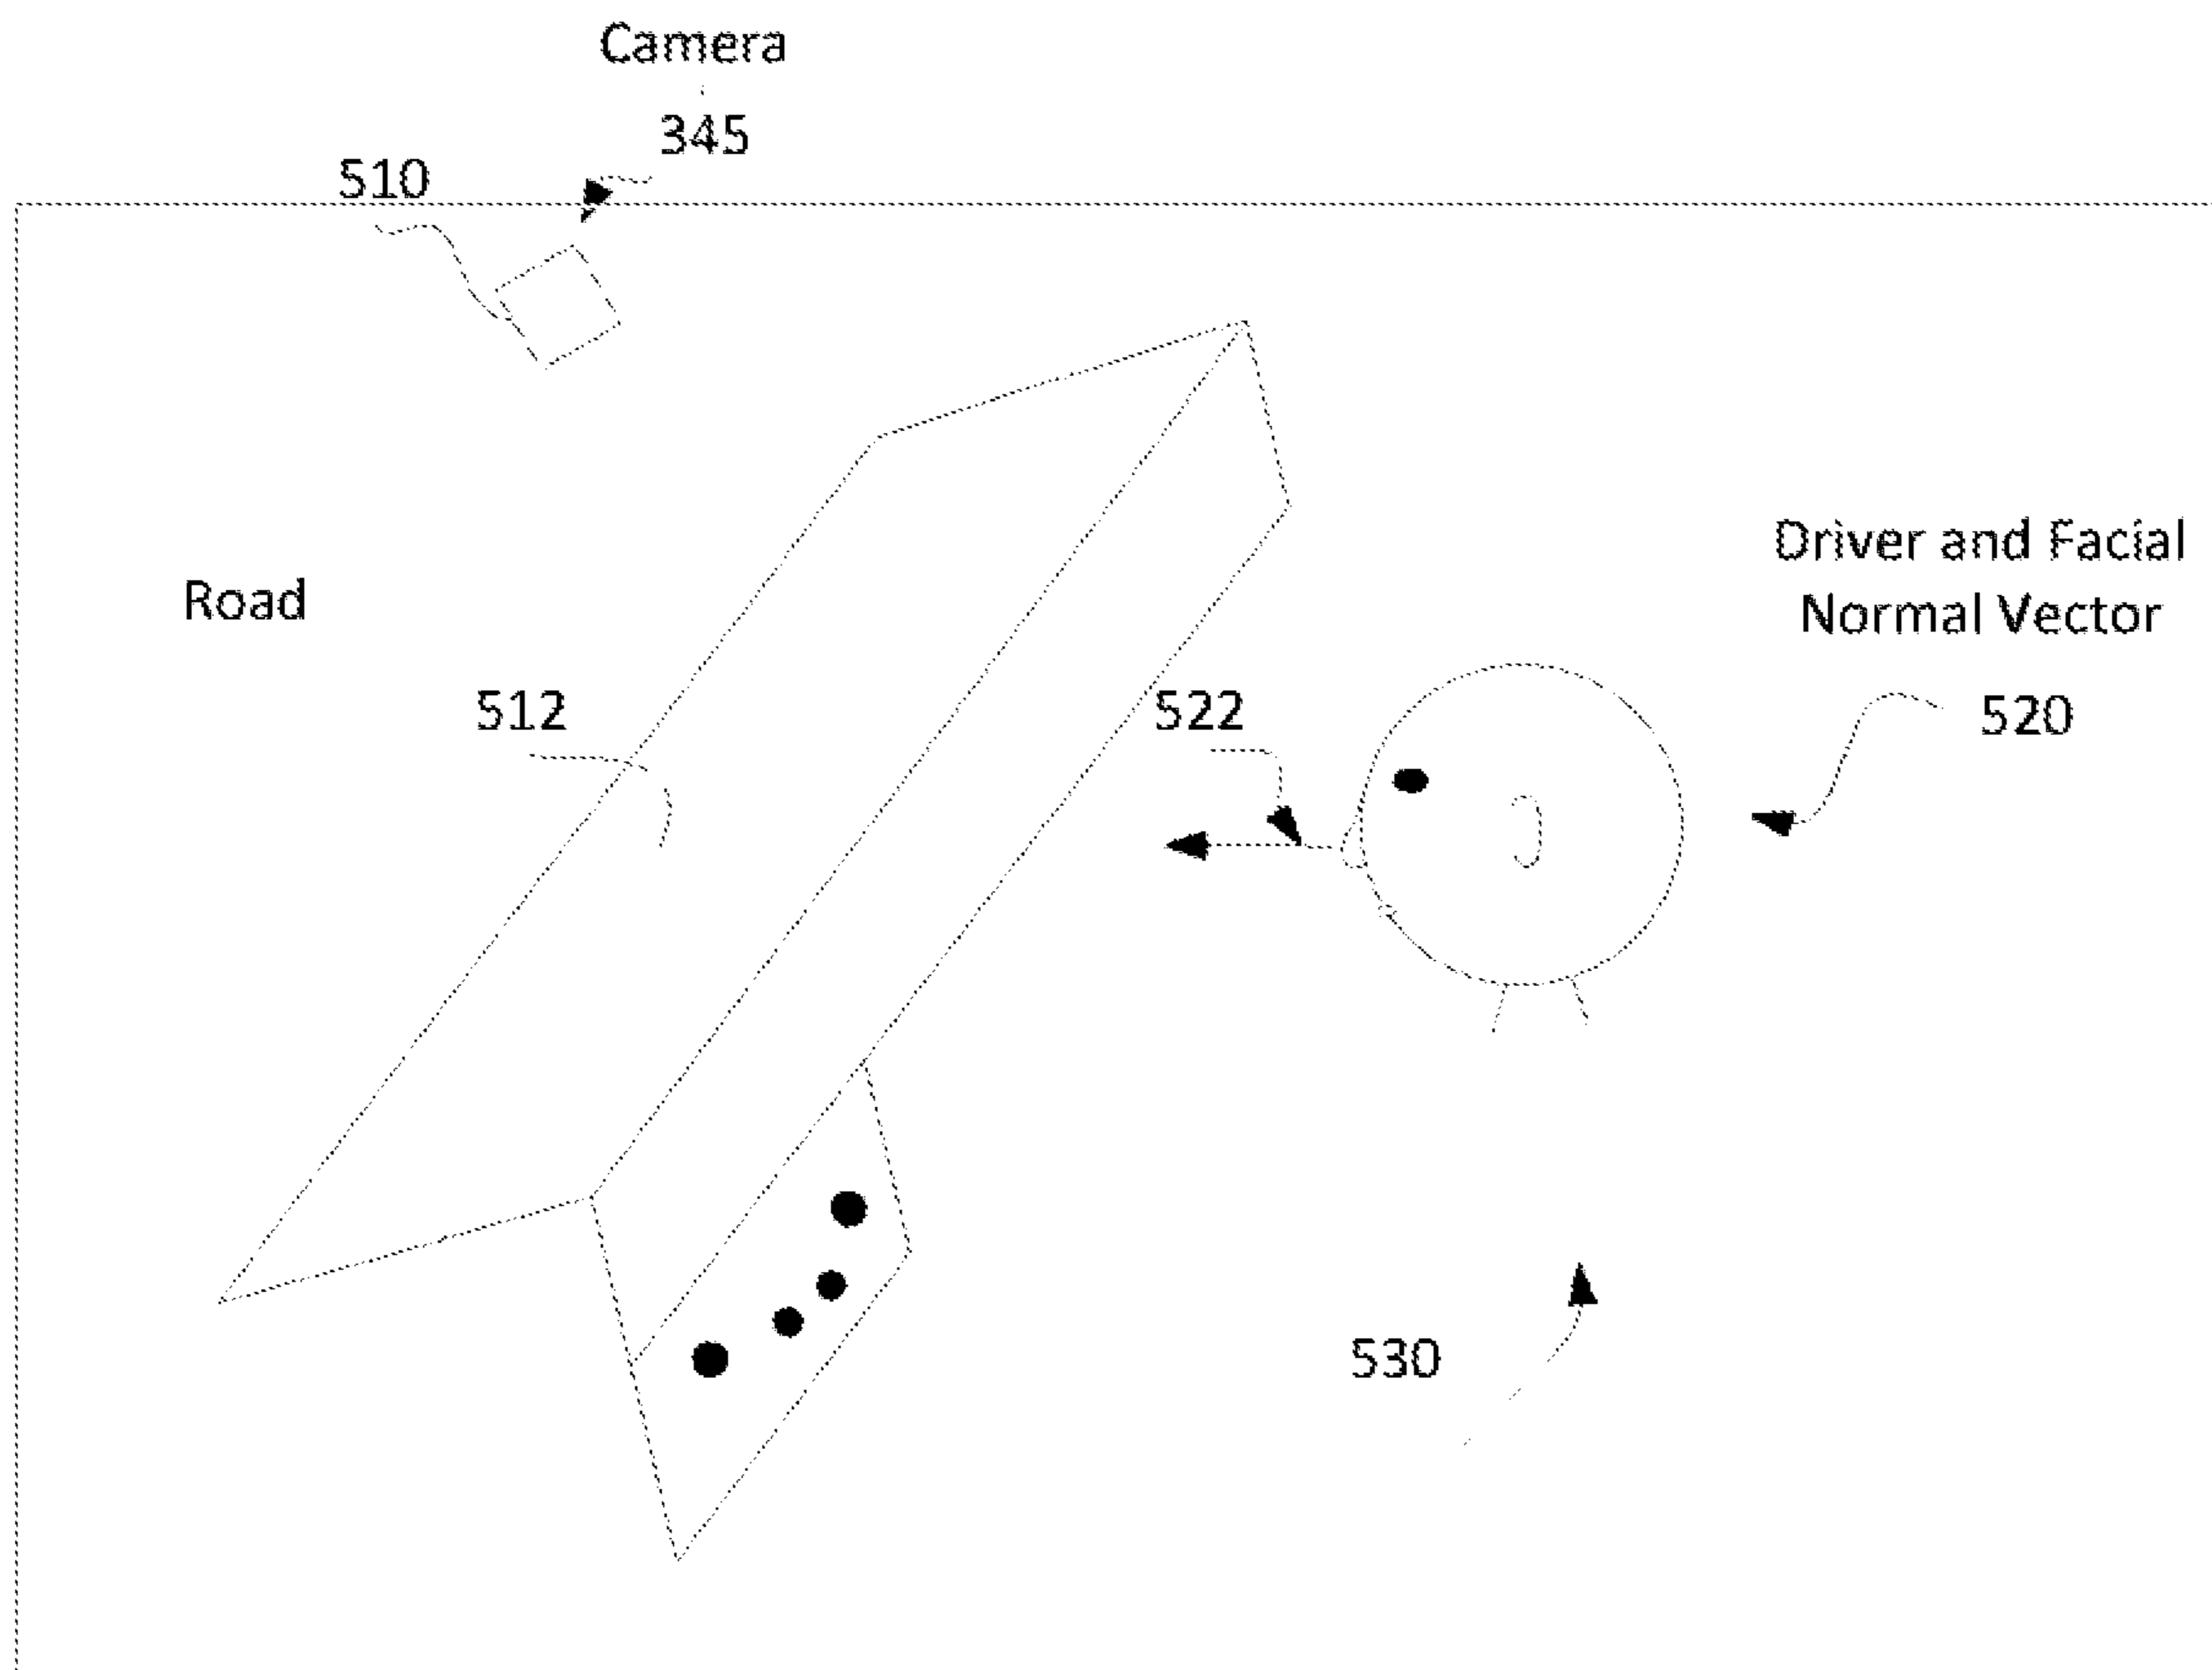 Camera
345
510
Road
Driver and Facial
Normal Vector
512
522
520
530